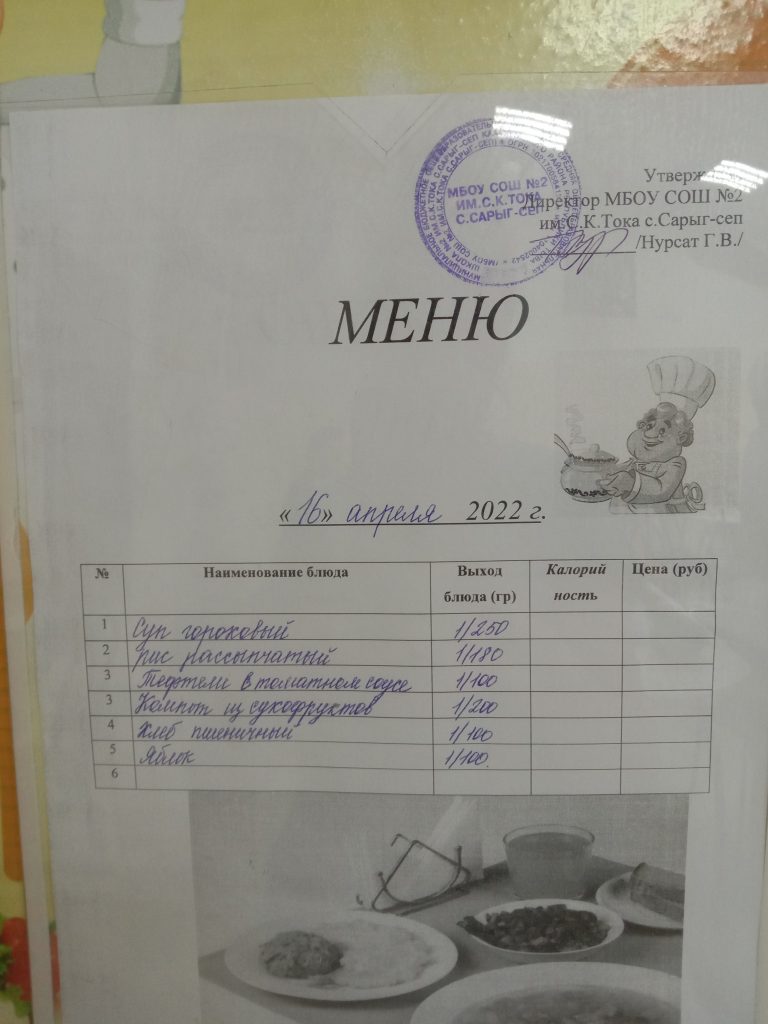 МБОУ СОШ №2
ИМ.С.К.ТОКА
С.САРЫГ-СЕП
Директор МБОУ СОШ №2
им.С.К.Тока с.Сарыг-сеп
/Нурсат Г.В./
МЕНЮ
«16» апреля 2022 г.
№ Наименование блюда Выход блюда (гр) Калорий ность Цена (руб)
1 Суп гороховый 1/250
2 рис рассыпчатый 1/180
3 Тефтели в томатном соусе 1/100
3 Компот из сухофруктов 1/200
4 Хлеб пшеничный 1/100
5 Яблок 1/100.
6